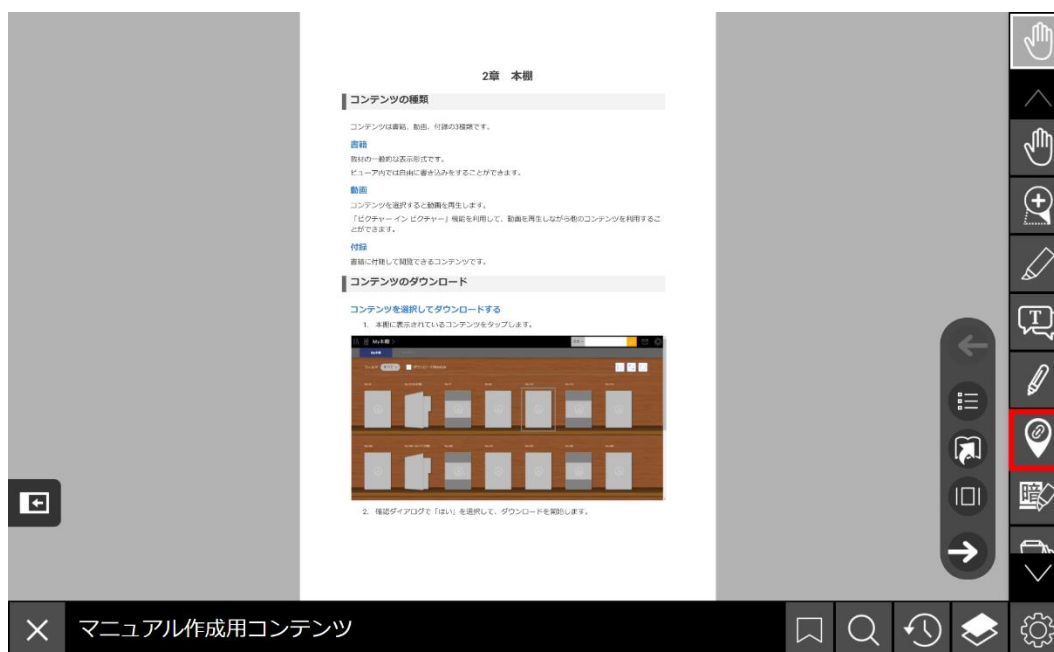 2章 本棚
コンテンツの種類
コンテンツは書籍、動画、付録の3種類です。
書籍
教材の一般的な表示形式です。
ビューア内では自由に書き込みをすることができます。
動画
コンテンツを選択すると動画を再生します。
「ピクチャー イン ピクチャー」機能を利用して、動画を再生しながら他のコンテンツを利用するこ
とができます。
付録
書籍に付随して閲覧できるコンテンツです。
コンテンツのダウンロード
コンテンツを選択してダウンロードする
1. 本棚に表示されているコンテンツをタップします。
My本棚
2. 確認ダイアログで「はい」を選択して、ダウンロードを開始します。
T
暗
マニュアル作成用コンテンツ